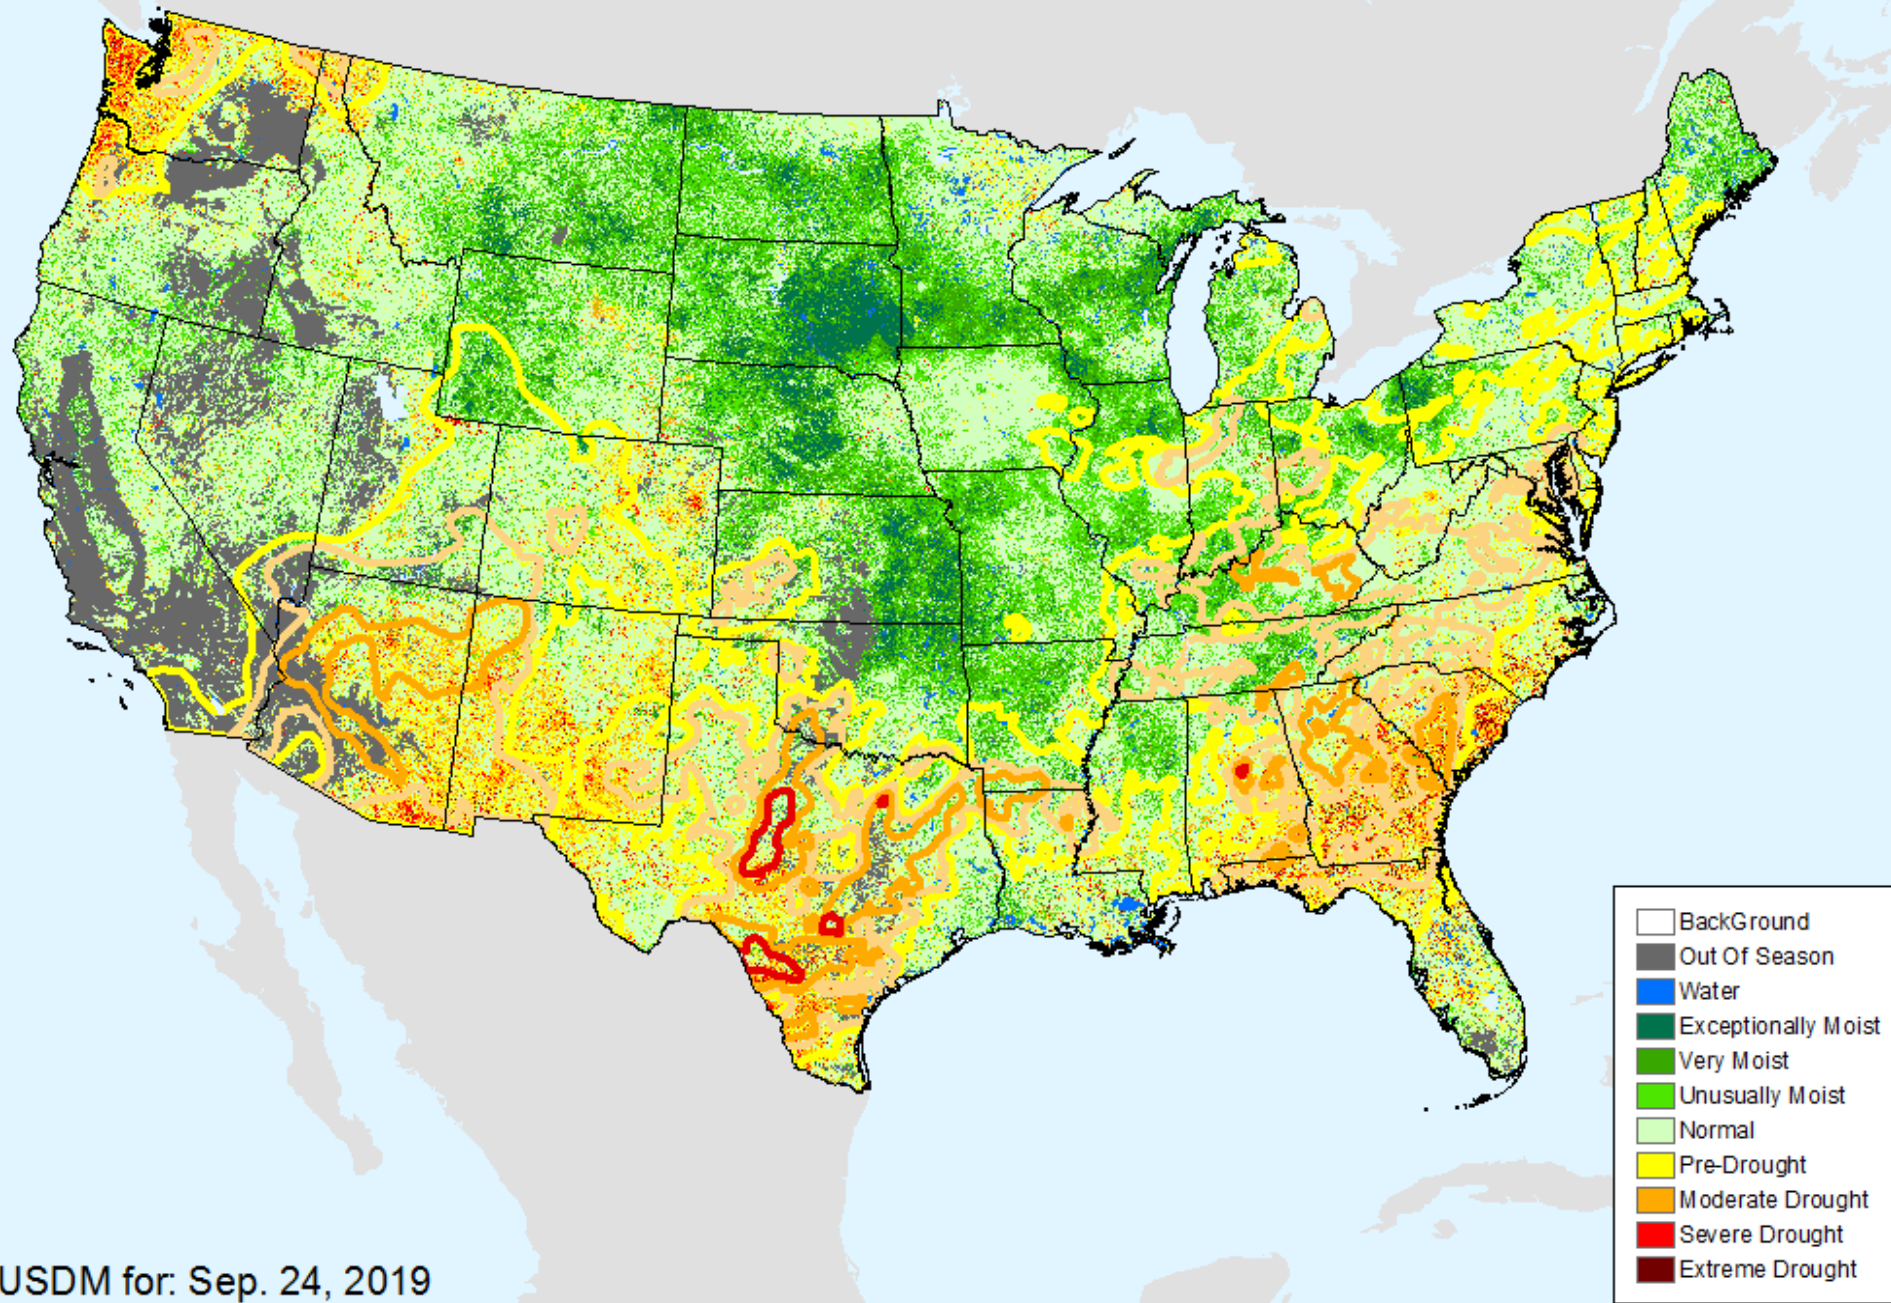 BackGround
Out Of Season
Water
Exceptionally Moist
Very Moist
Unusually Moist
Normal
Pre-Drought
Moderate Drought
Severe Drought
Extreme Drought
USDM for: Sep. 24, 2019